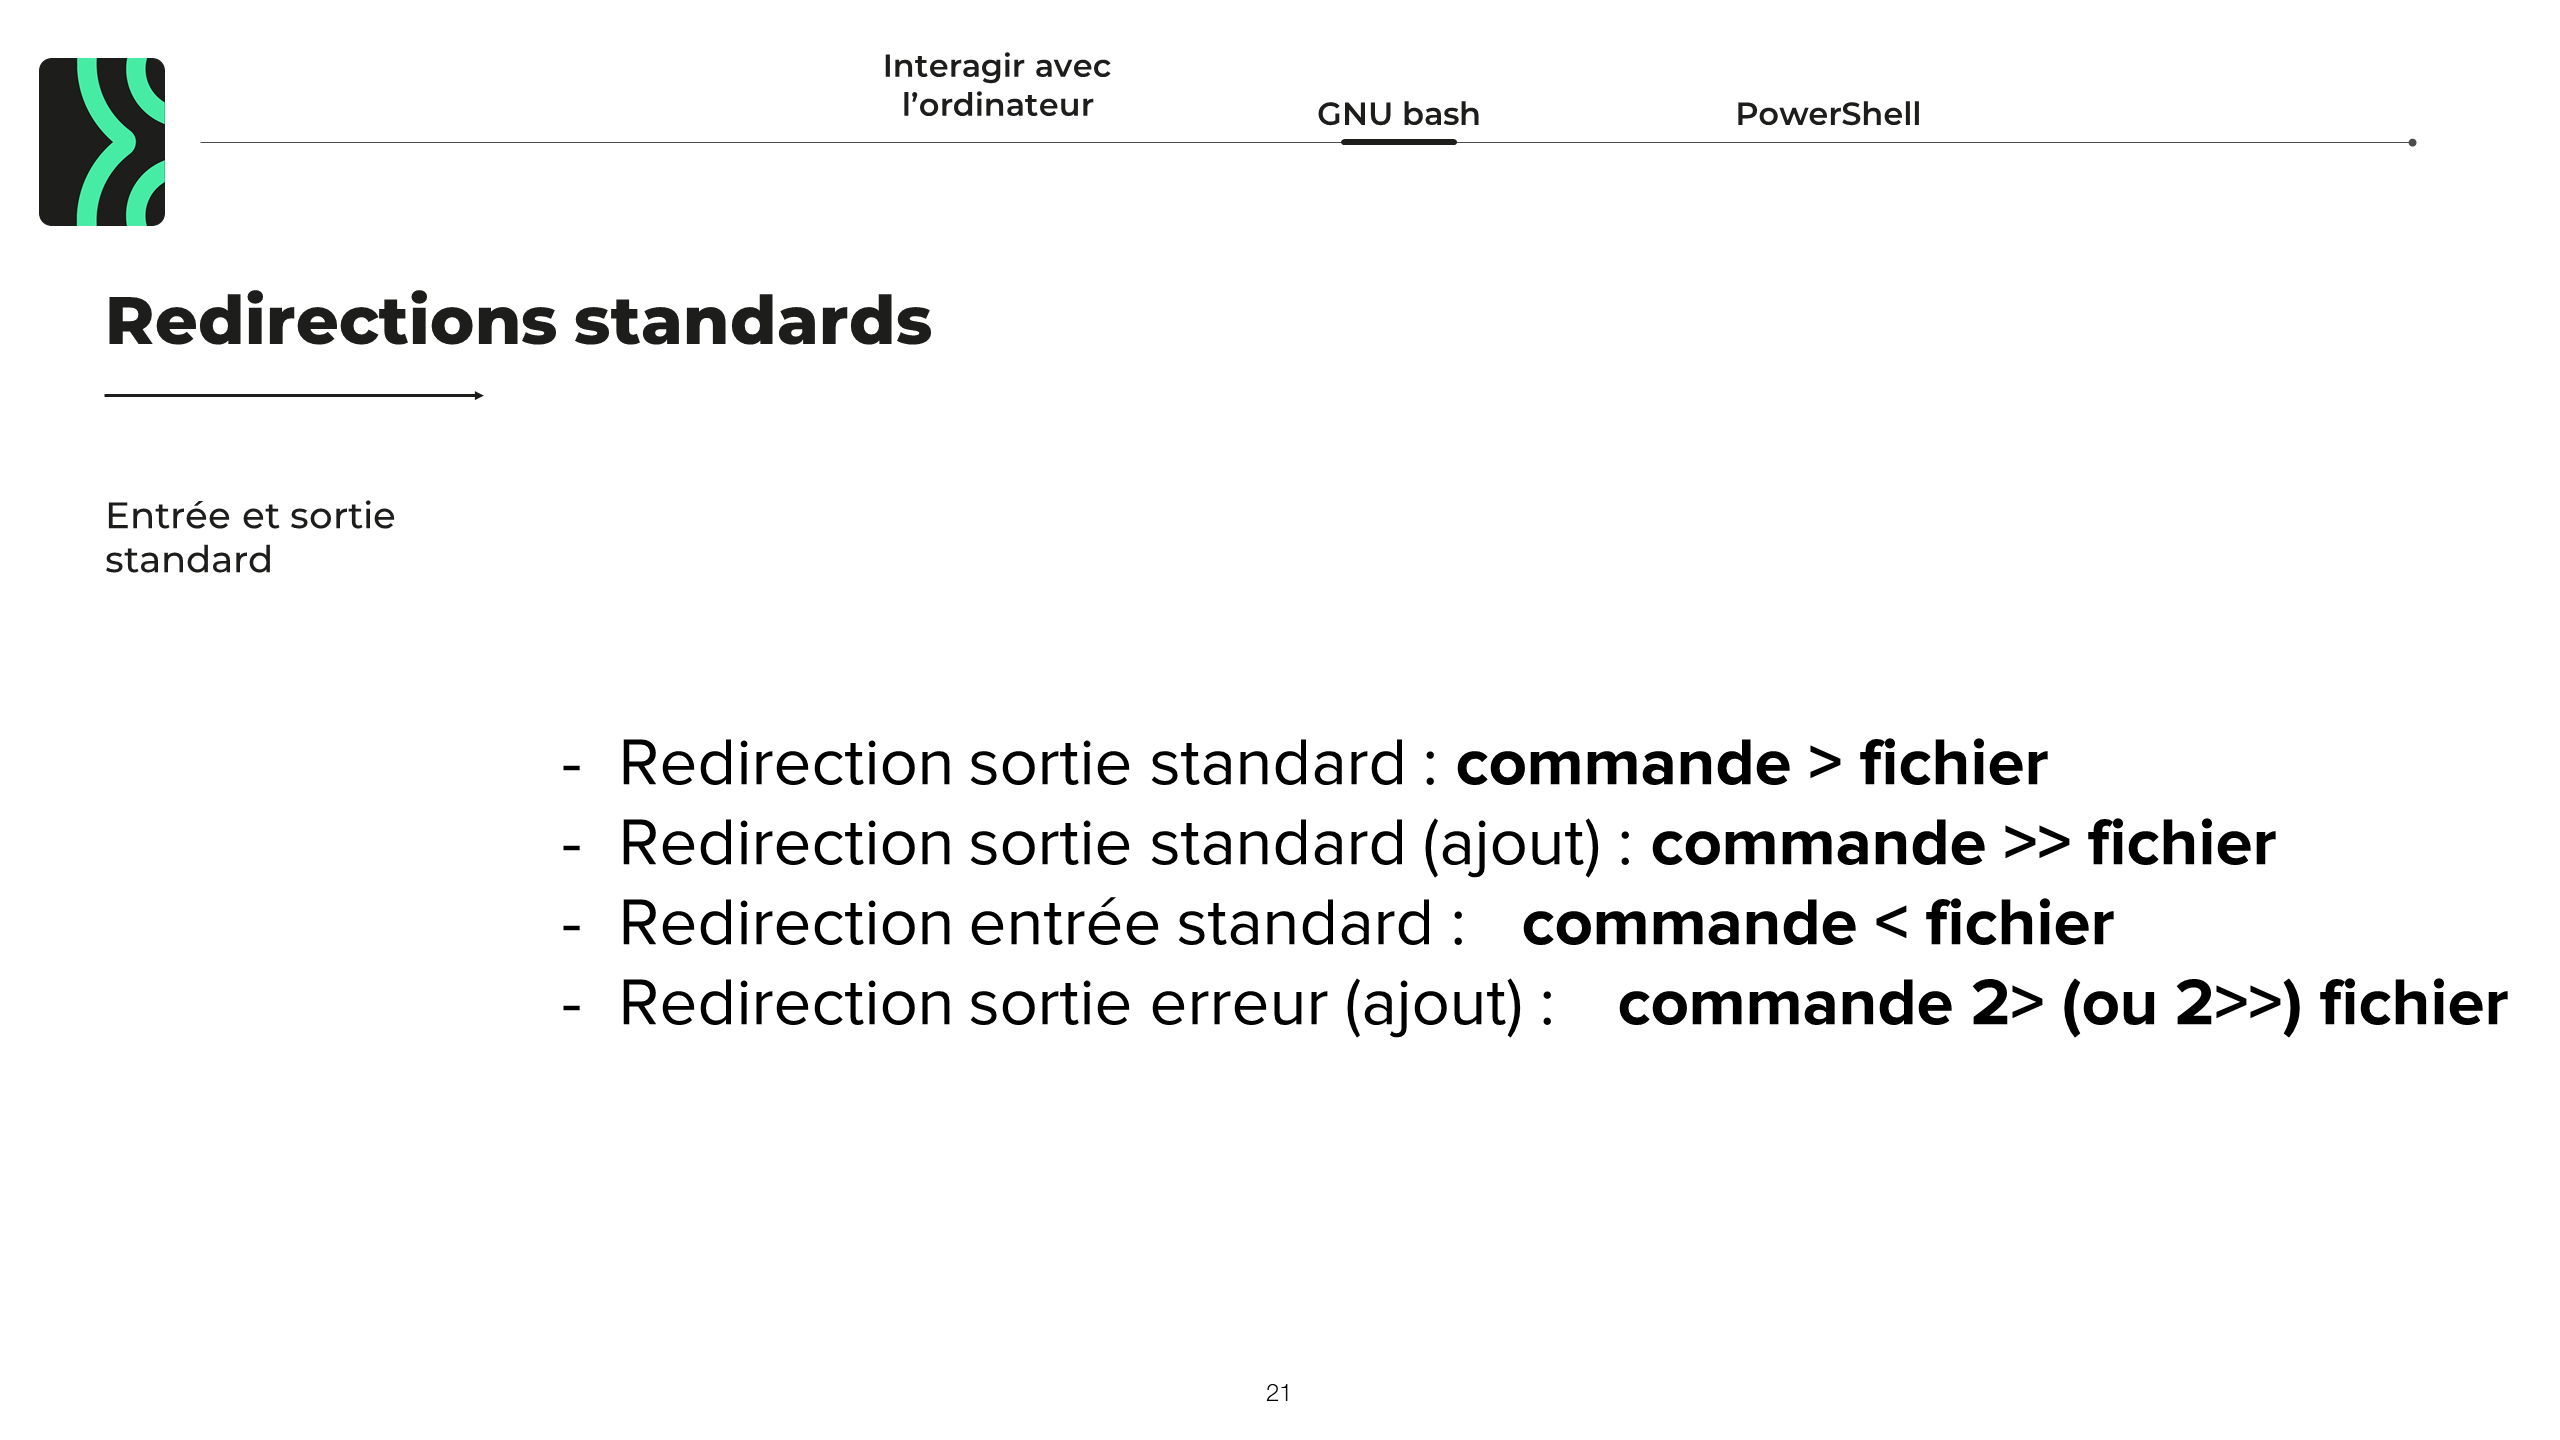 Interagir avec
l’ordinateur
GNU bash
PowerShell
Redirections standards
Entrée et sortie
standard
- Redirection sortie standard : commande > fichier
- Redirection sortie standard (ajout) : commande >> fichier
- Redirection entrée standard : commande < fichier
- Redirection sortie erreur (ajout) : commande 2> (ou 2>>) fichier
21